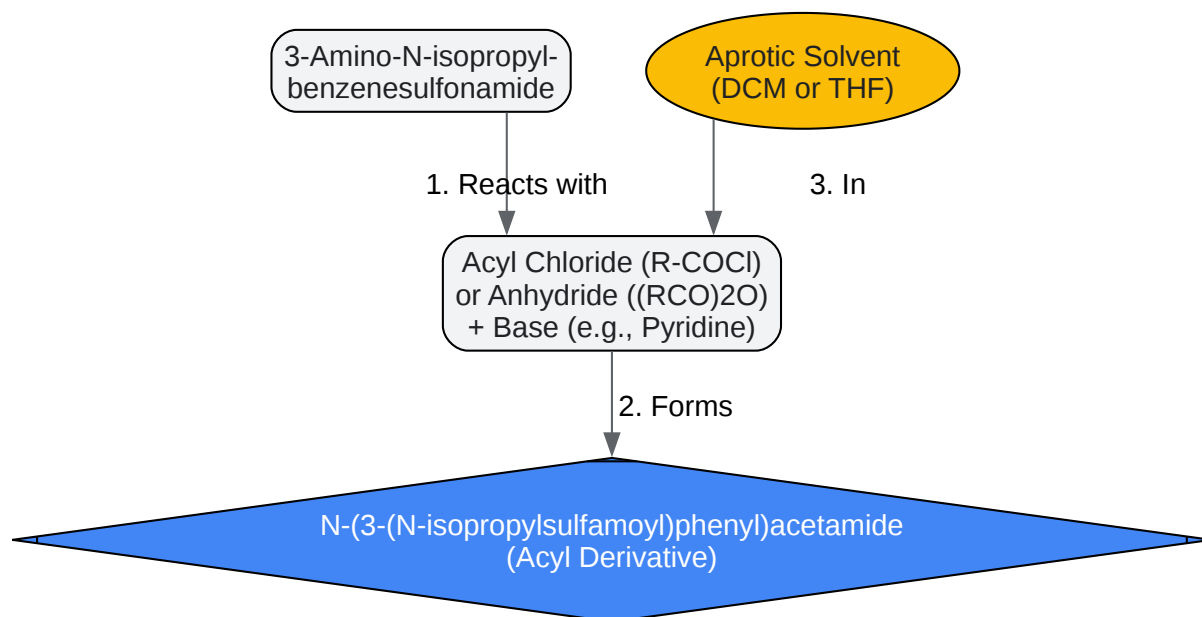 3-Amino-N-isopropyl-
benzenesulfonamide
Aprotic Solvent
(DCM or THF)
1. Reacts with
3. In
Acyl Chloride (R-COCl)
or Anhydride ((RCO)2O)
+ Base (e.g., Pyridine)
2. Forms
N-(3-(N-isopropylsulfamoyl)phenyl)acetamide
(Acyl Derivative)